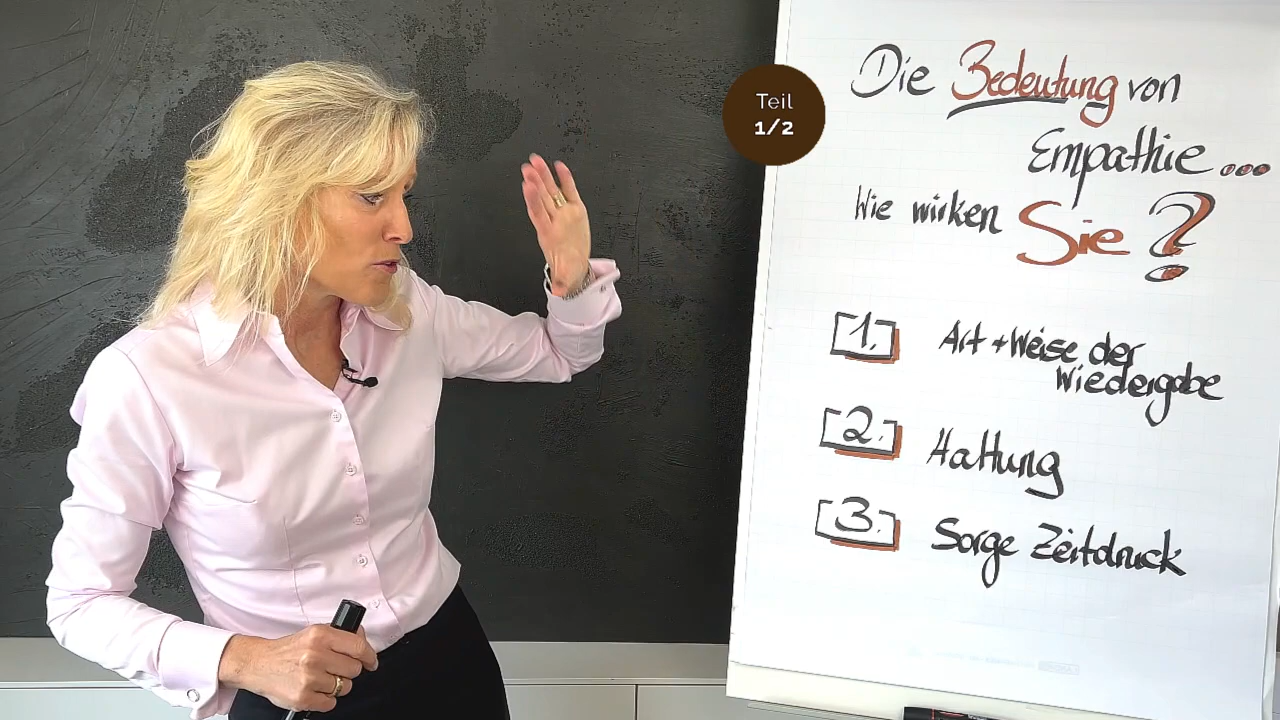 Teil
1/2
Die Bedeutung von
Empathie...
Wie wirken Sie?
1. Art + Weise der
Wiedergabe
2. Haltung
3. Sorge Zeitdruck